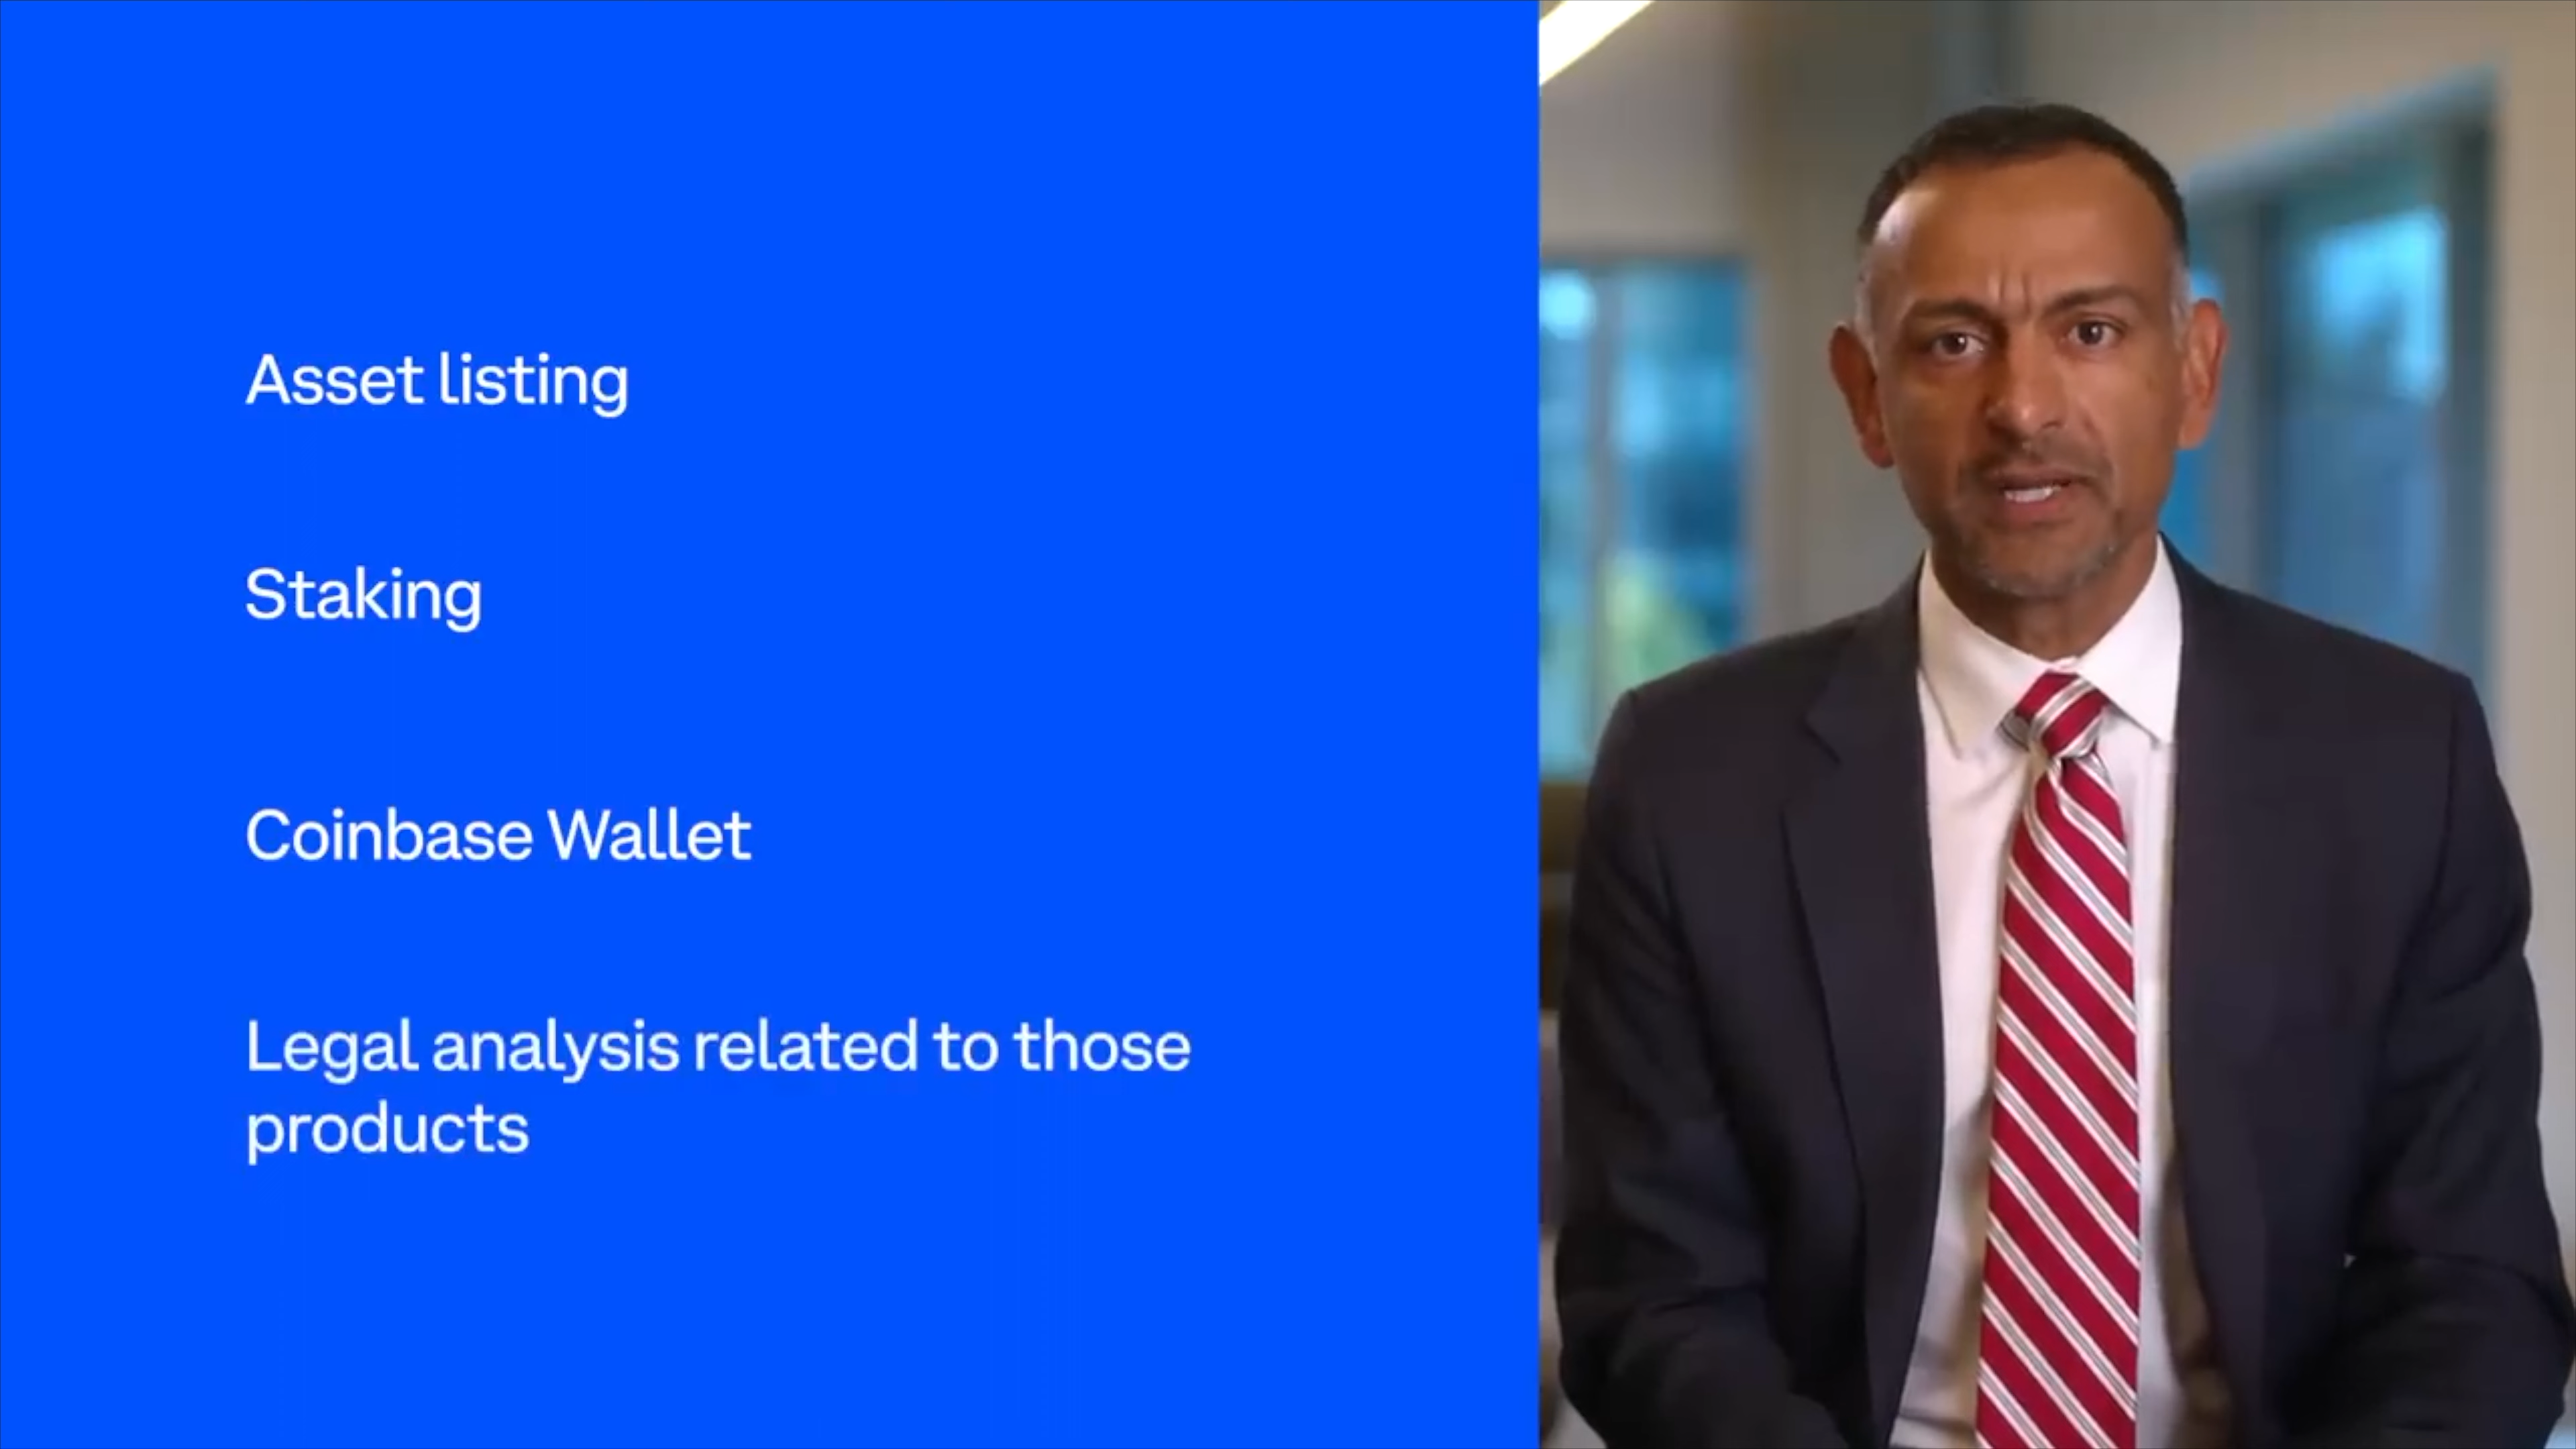 Asset listing
Staking
Coinbase Wallet
Legal analysis related to those
products